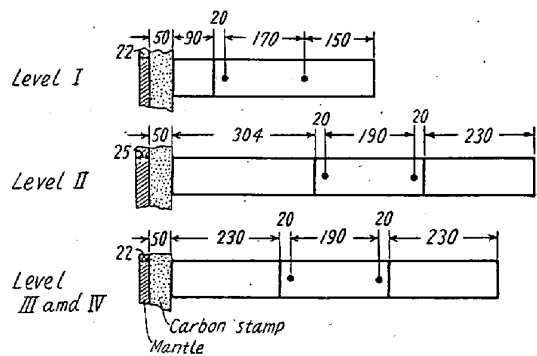 20
22 50 90 170 150
Level I
20 20
25 50 304 190 230
Level II
20 20
22 50 230 190 230
Level
III amd IV
Carbon stamp
Mantle